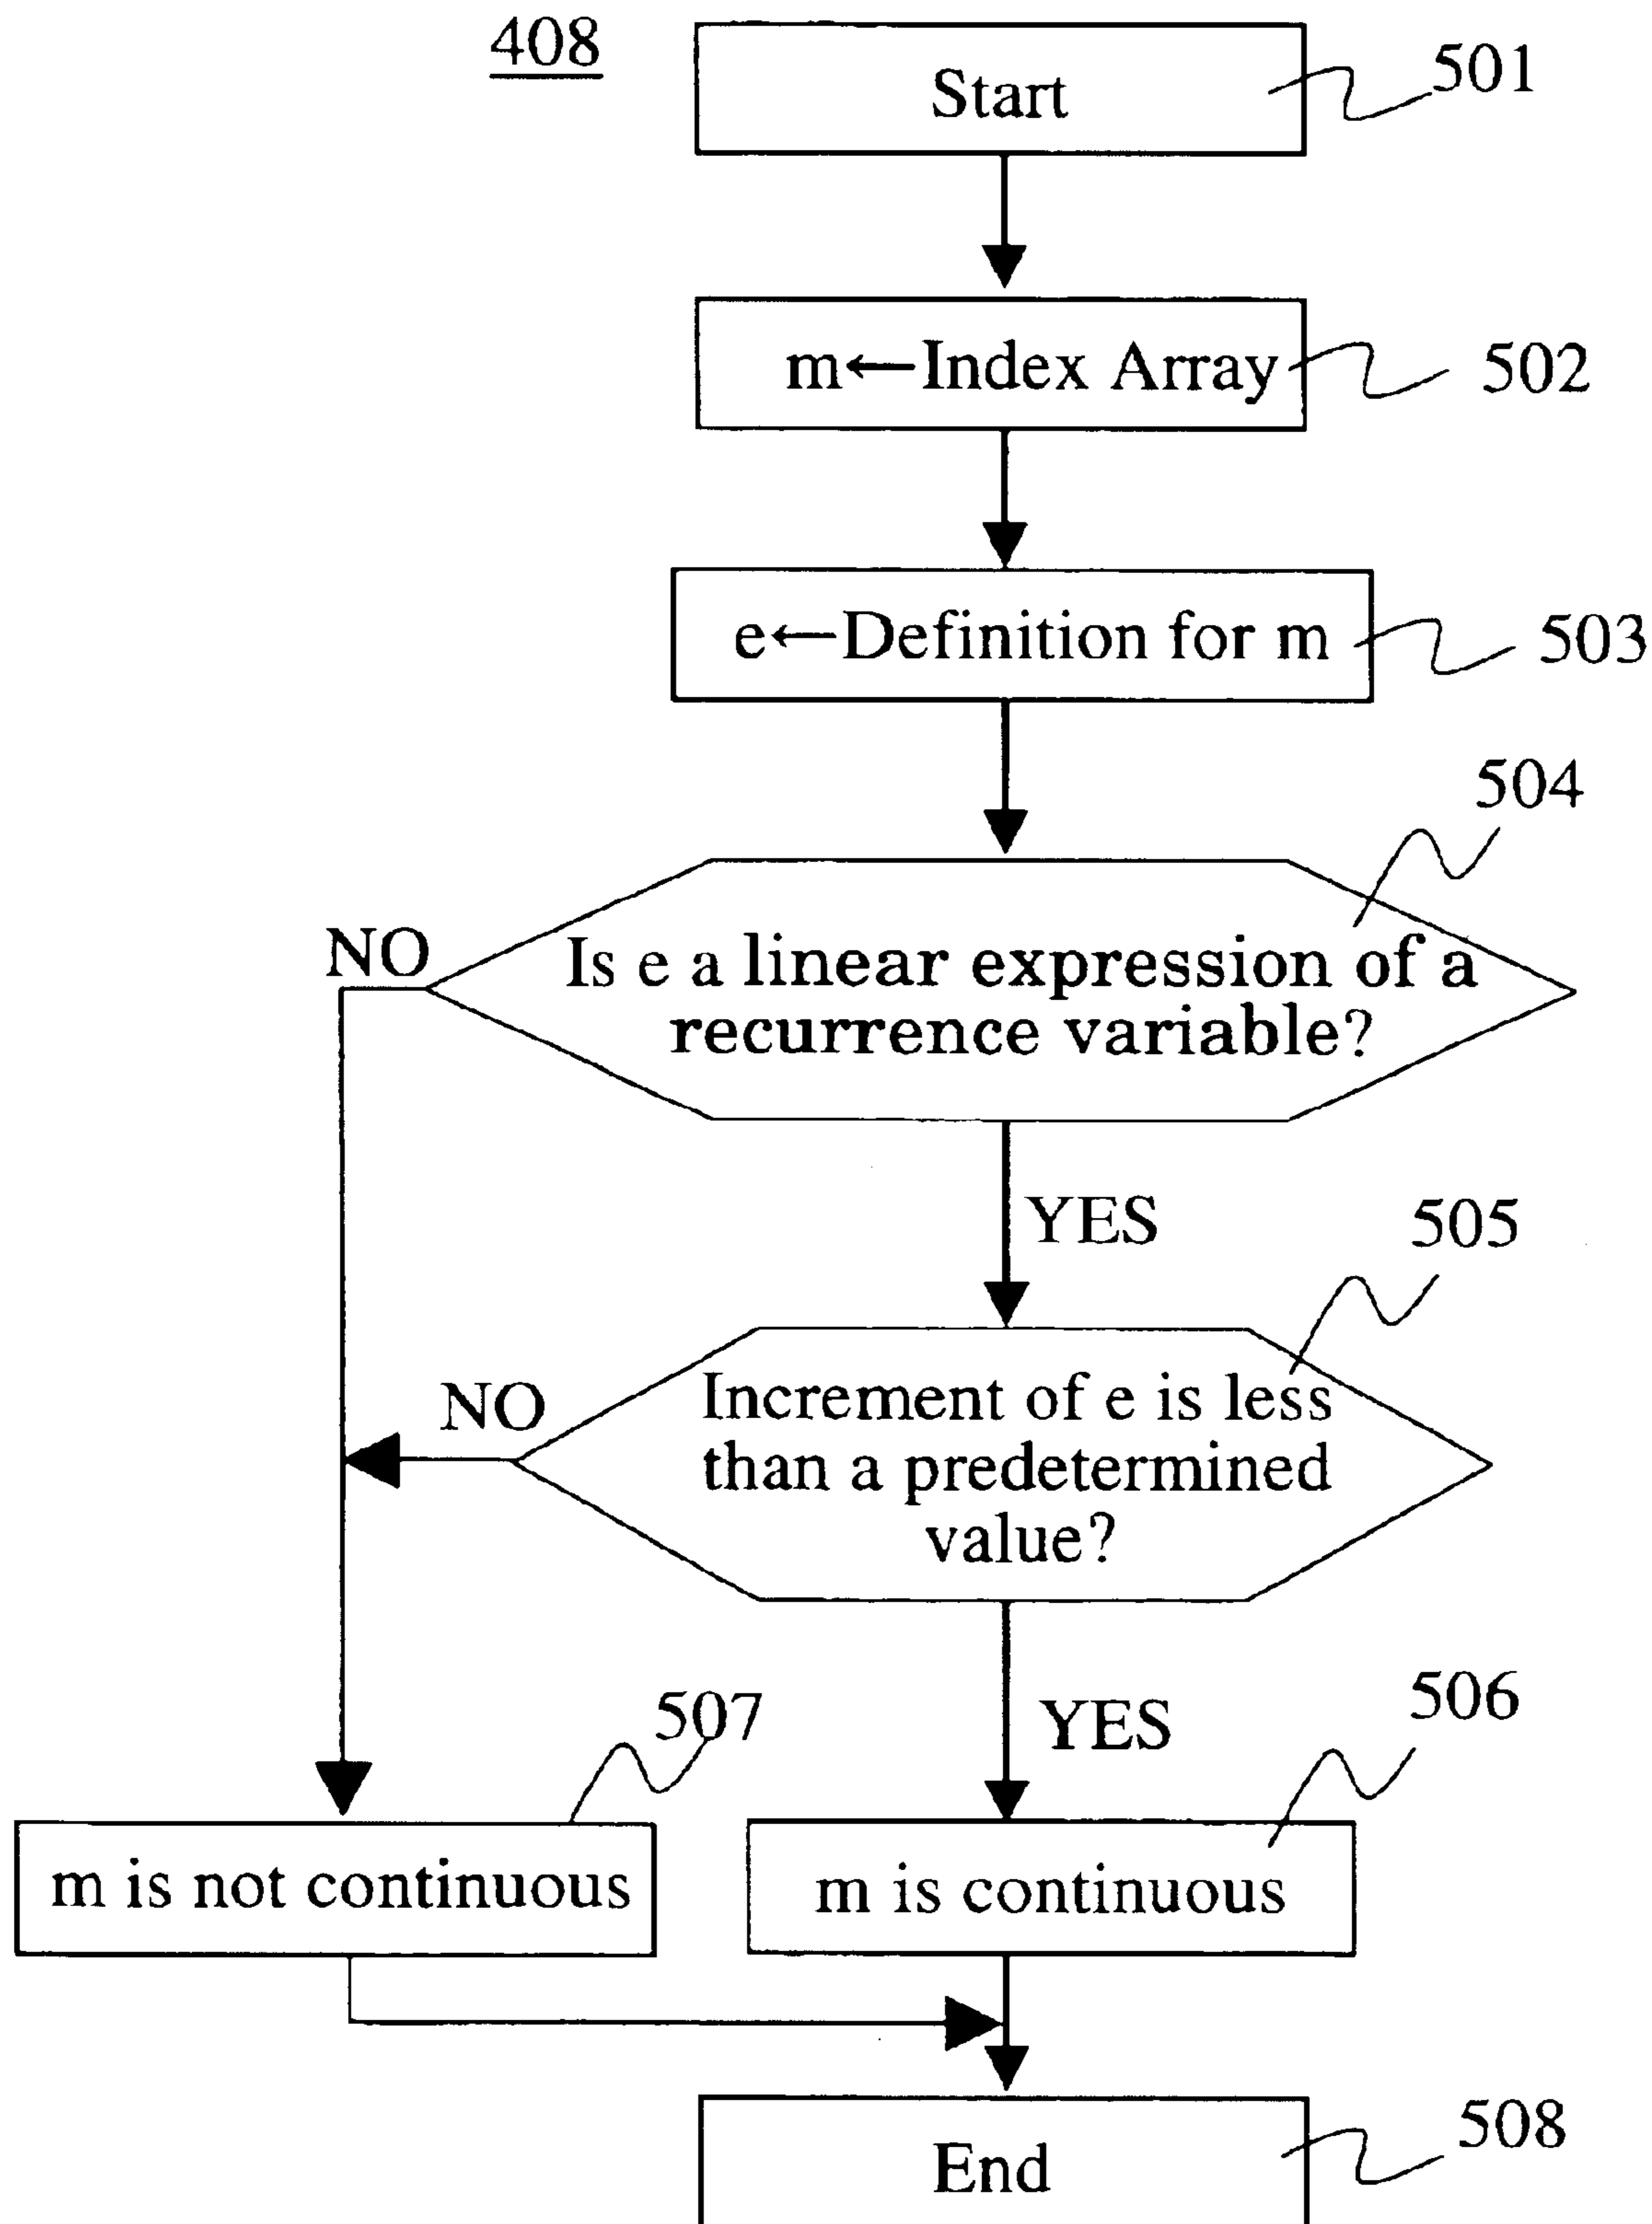 408
Start
501
m←Index Array
502
e←Definition for m
503
504
NO
Is e a linear expression of a
recurrence variable?
YES
505
NO
Increment of e is less
than a predetermined
value?
YES
506
507
m is not continuous
m is continuous
End
508